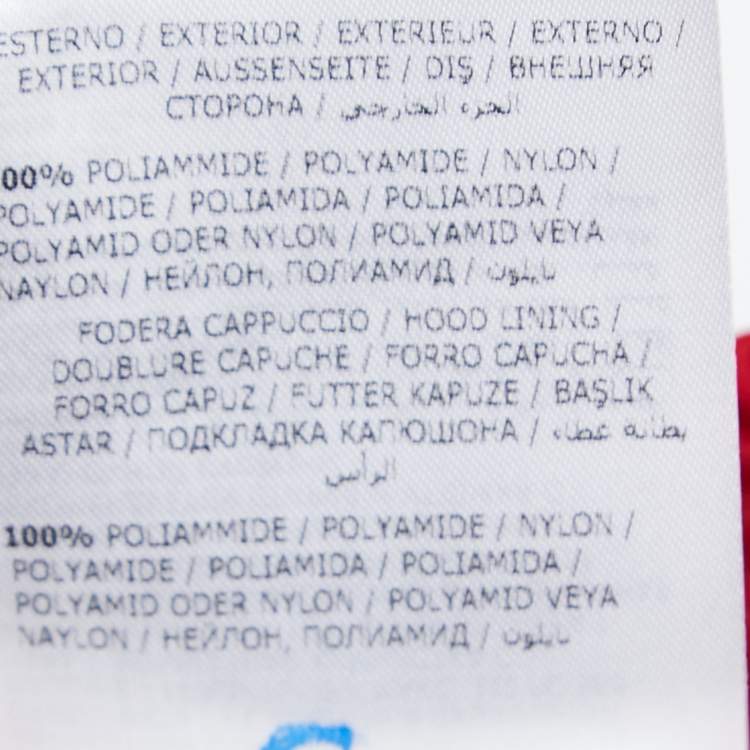 ESTERNO / EXTERIOR / EXTERIEUR / EXTERNO /
EXTERIOR / AUSSENSEITE / DIŞ / ВНЕШНЯЯ
СТОРОНА / الجزء الخارجي
00% POLIAMMIDE / POLYAMIDE / NYLON /
POLYAMIDE / POLIAMIDA / POLIAMIDA /
POLYAMID ODER NYLON / POLYAMID VEYA
NAYLON / НЕЙЛОН, ПОЛИАМИД / نايلون
FODERA CAPPUCCIO / HOOD LINING /
DOUBLURE CAPUCHE / FORRO CAPUCHA /
FORRO CAPUZ / FUTTER KAPUZE / BAŞLIK
ASTAR / ПОДКЛАДКА КАПЮШОНА / بطانة غطاء
الرأس
100% POLIAMMIDE / POLYAMIDE / NYLON /
POLYAMIDE / POLIAMIDA / POLIAMIDA /
POLYAMID ODER NYLON / POLYAMID VEYA
NAYLON / НЕЙЛОН, ПОЛИАМИД / نايلون